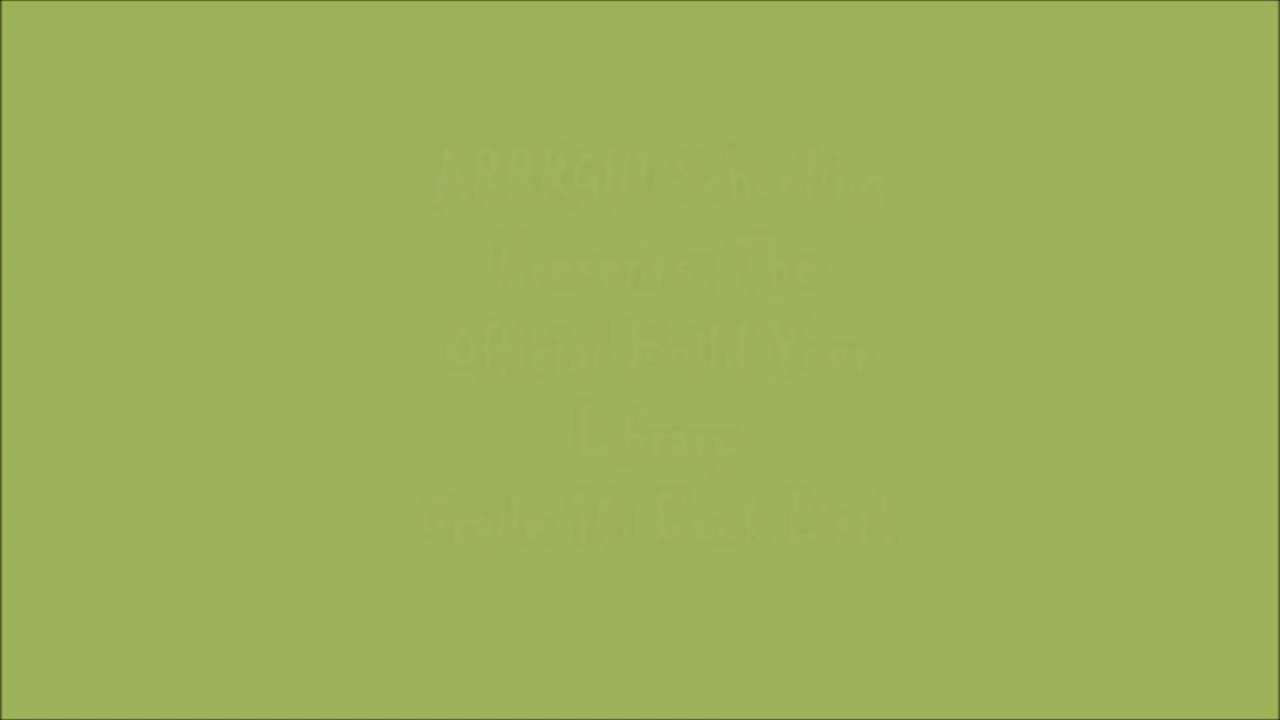 ARRRGH! Schooling
Presents: The
Official Build Your
Library
Grade 10 Book List!